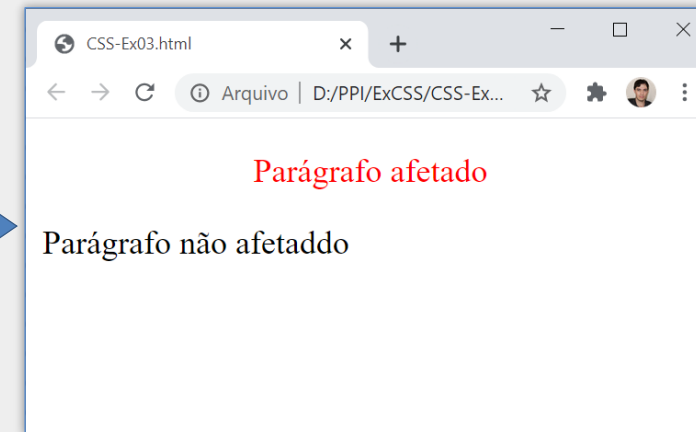 CSS-Ex03.html
Arquivo | D:/PPI/ExCSS/CSS-Ex...
Parágrafo afetado
Parágrafo não afetaddo